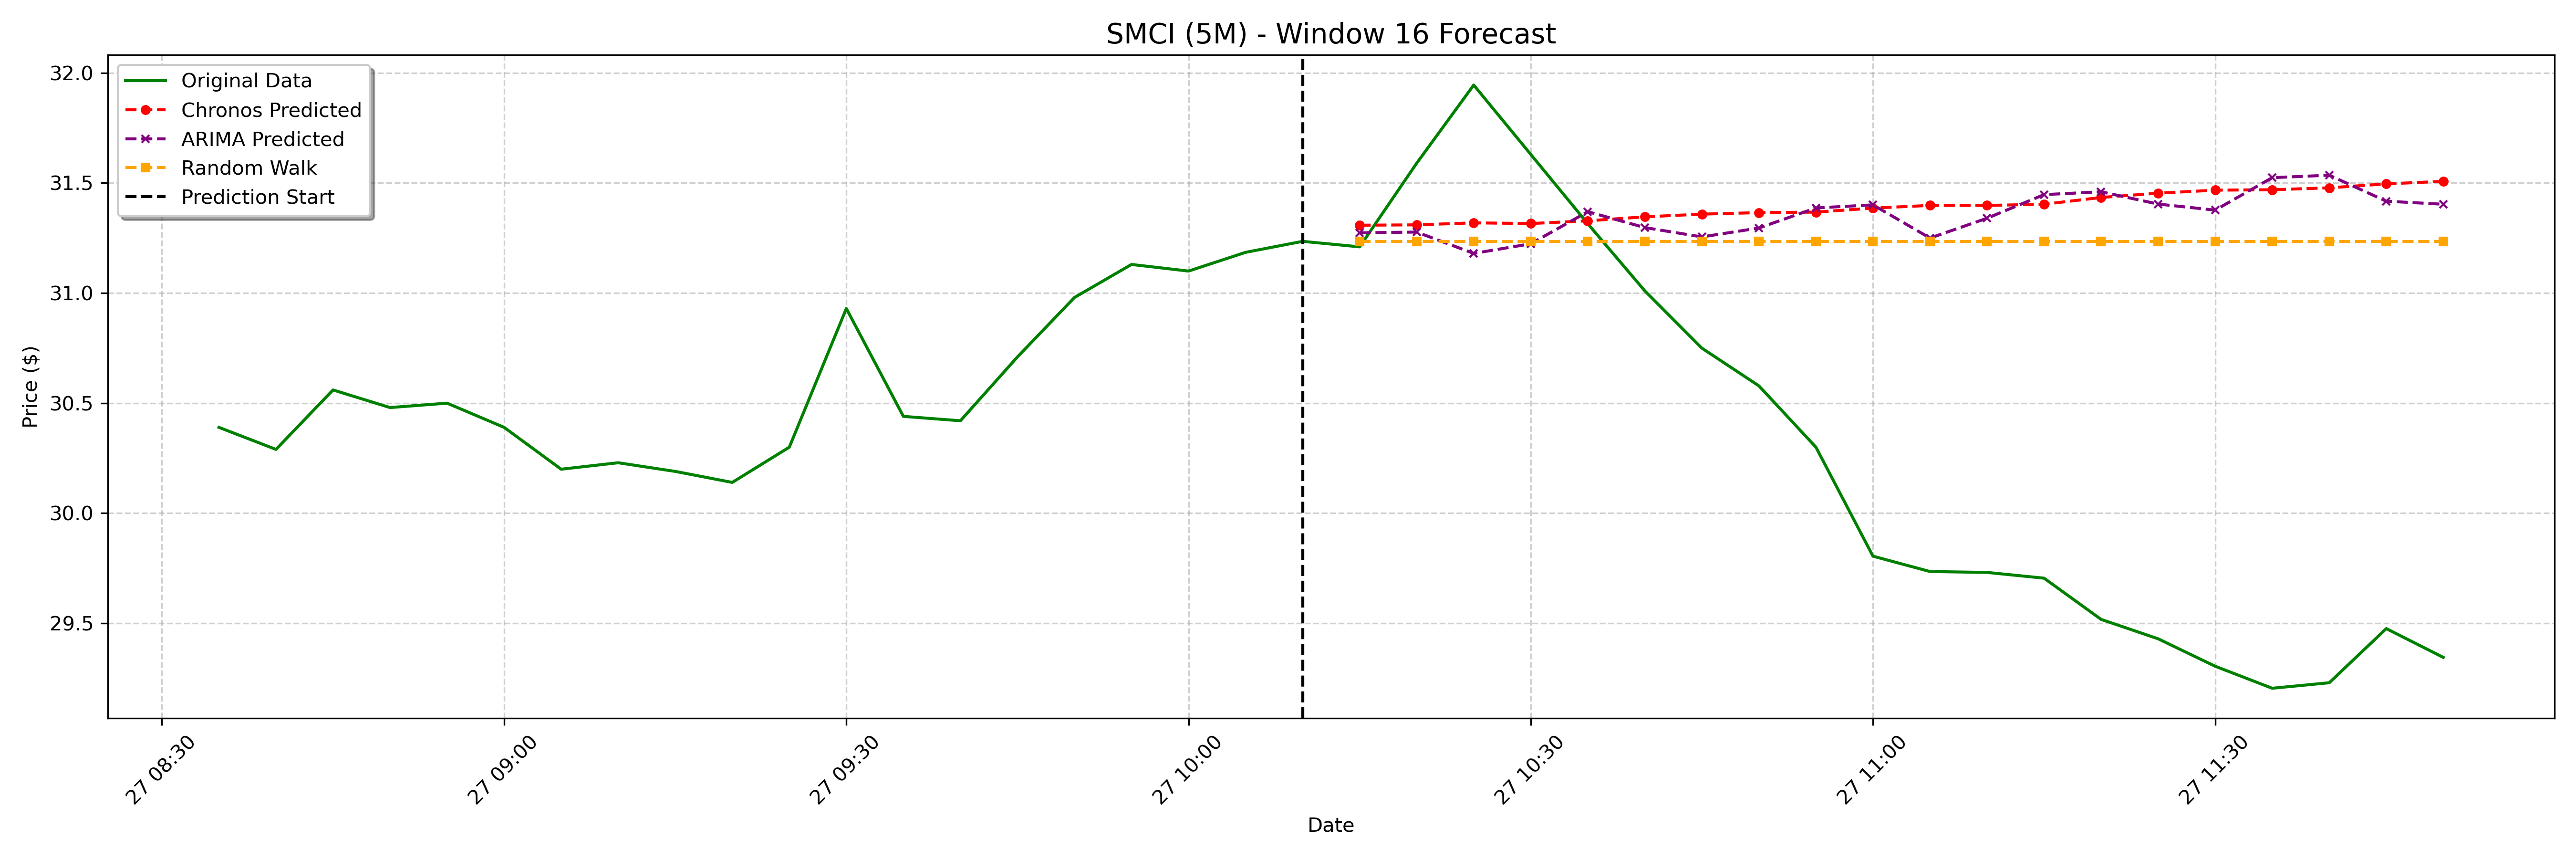 SMCI (5M) - Window 16 Forecast
Original Data
Chronos Predicted
ARIMA Predicted
Random Walk
Prediction Start
Price ($)
32.0
31.5
31.0
30.5
30.0
29.5
27 08:30
27 09:00
27 09:30
27 10:00
27 10:30
27 11:00
27 11:30
Date